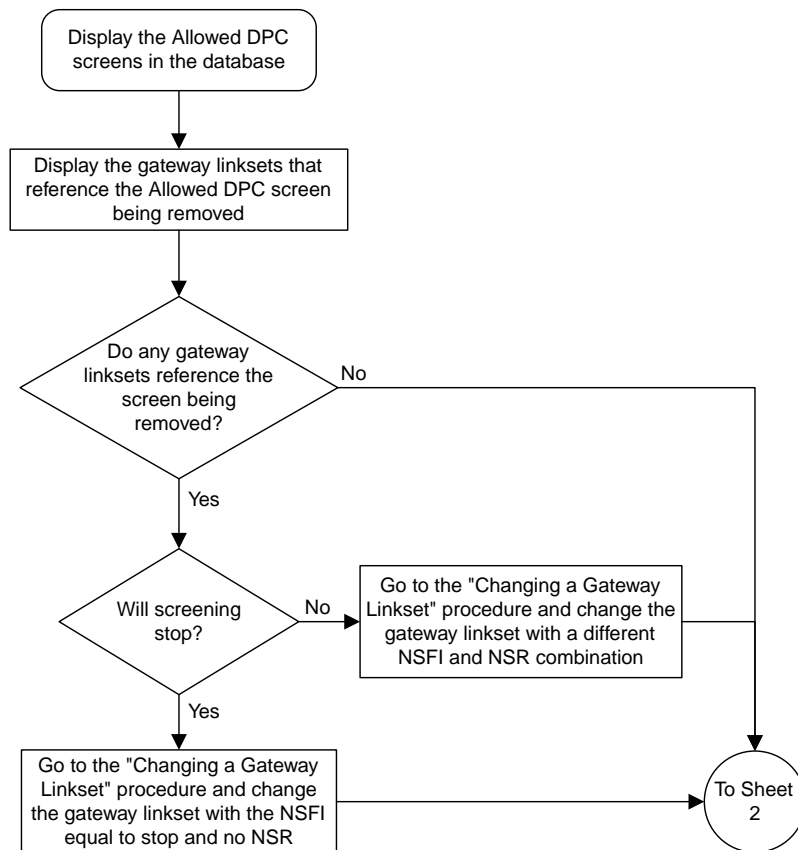 Display the Allowed DPC
screens in the database
Display the gateway linksets that
reference the Allowed DPC screen
being removed
Do any gateway
linksets reference the
screen being
removed?
No
Yes
Will screening
stop?
No
Go to the "Changing a Gateway
Linkset" procedure and change the
gateway linkset with a different
NSFI and NSR combination
Yes
Go to the "Changing a Gateway
Linkset" procedure and change
the gateway linkset with the NSFI
equal to stop and no NSR
To Sheet
2